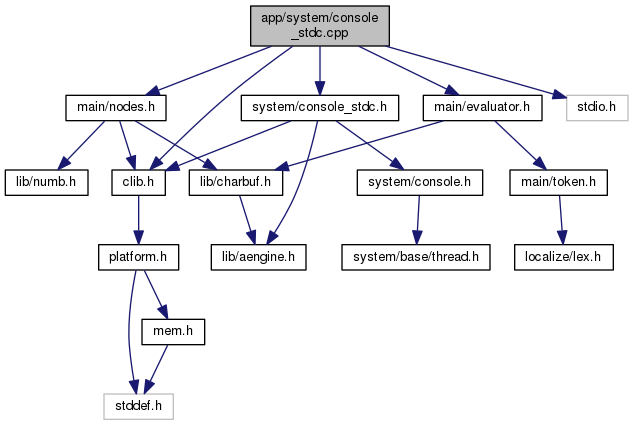 app/system/console
_stdc.cpp
main/nodes.h
system/console_stdc.h
main/evaluator.h
stdio.h
lib/numb.h
clib.h
lib/charbuf.h
system/console.h
main/token.h
platform.h
lib/aengine.h
system/base/thread.h
localize/lex.h
mem.h
stddef.h